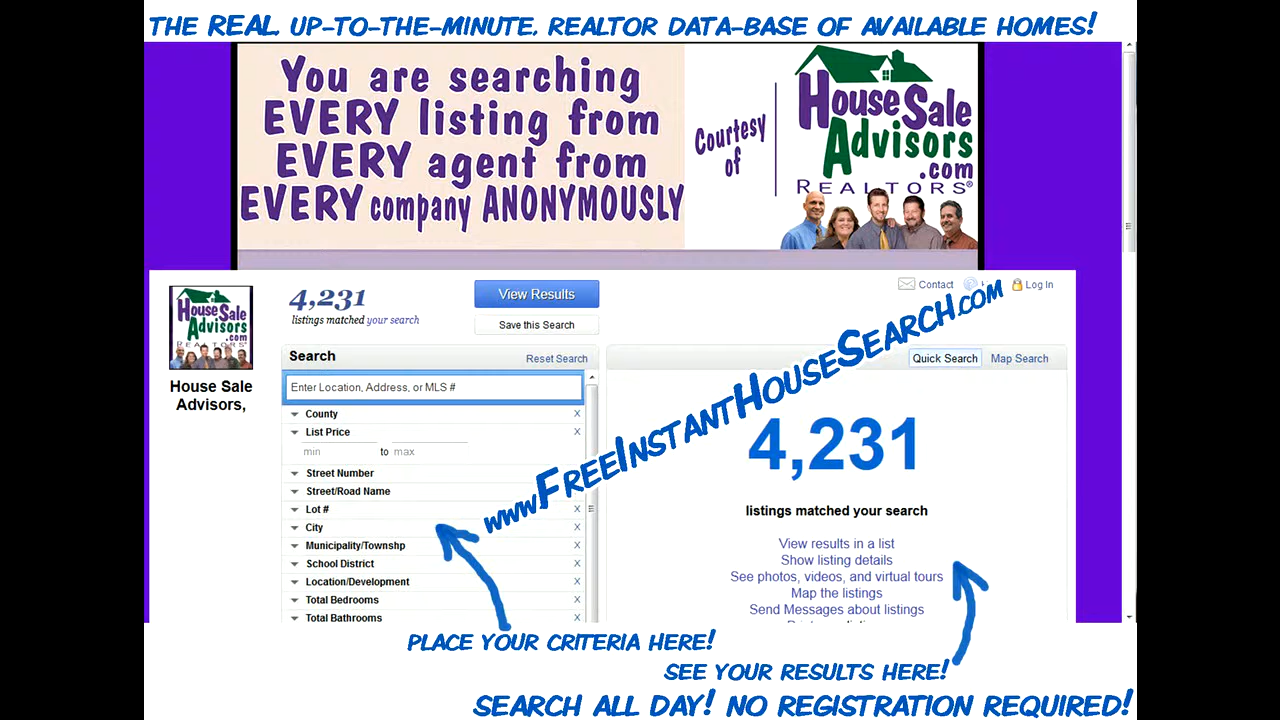 THE REAL, UP-TO-THE-MINUTE, REALTOR DATA-BASE OF AVAILABLE HOMES!
You are searching
EVERY listing from
EVERY agent from
EVERY company ANONYMOUSLY
Courtesy
of
HouseSale
Advisors
.com
REALTORS®
4,231
listings matched your search
View Results
Save this Search
Contact
Log In
HouseSale
Advisors
.com
REALTORS®
House Sale
Advisors,
Search
Reset Search
Quick Search
Map Search
Enter Location, Address, or MLS #
County X
List Price X
min to max
Street Number
Street/Road Name
Lot # X
City X
Municipality/Townshp X
School District X
Location/Development X
Total Bedrooms X
Total Bathrooms X
www.FreeInstantHouseSearch.com
4,231
listings matched your search
View results in a list
Show listing details
See photos, videos, and virtual tours
Map the listings
Send Messages about listings
PLACE YOUR CRITERIA HERE!
SEE YOUR RESULTS HERE!
SEARCH ALL DAY! NO REGISTRATION REQUIRED!